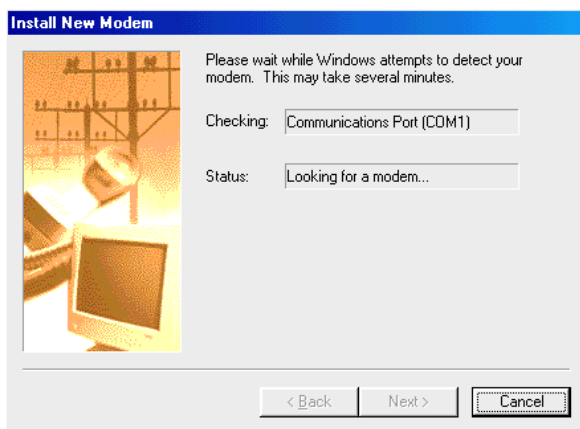 Install New Modem
Please wait while Windows attempts to detect your
modem.  This may take several minutes.
Checking: Communications Port (COM1)
Status: Looking for a modem...
< Back Next > Cancel